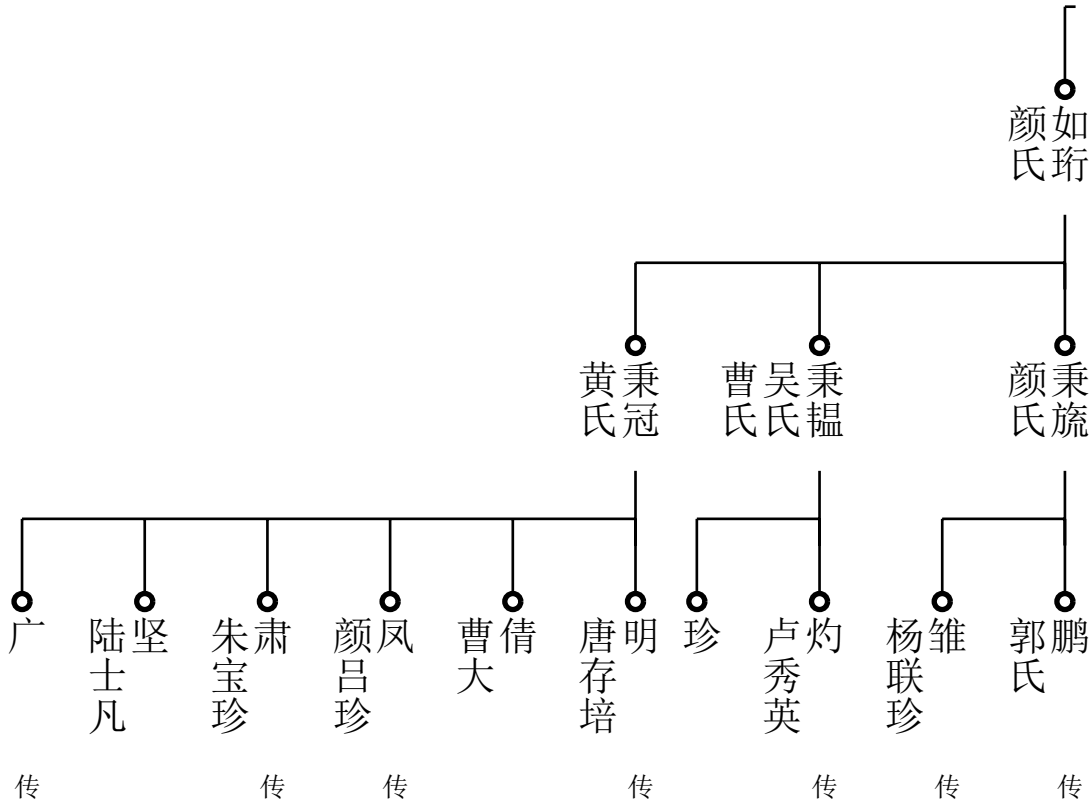 如珩
颜氏
秉旒
颜氏
秉韫
吴氏
曹氏
秉冠
黄氏
鹏
郭氏
雏
杨联珍
灼
卢秀英
珍
明
唐存培
倩
曹大
凤
颜吕珍
肃
朱宝珍
坚
陆士凡
广
传
传
传
传
传
传
传